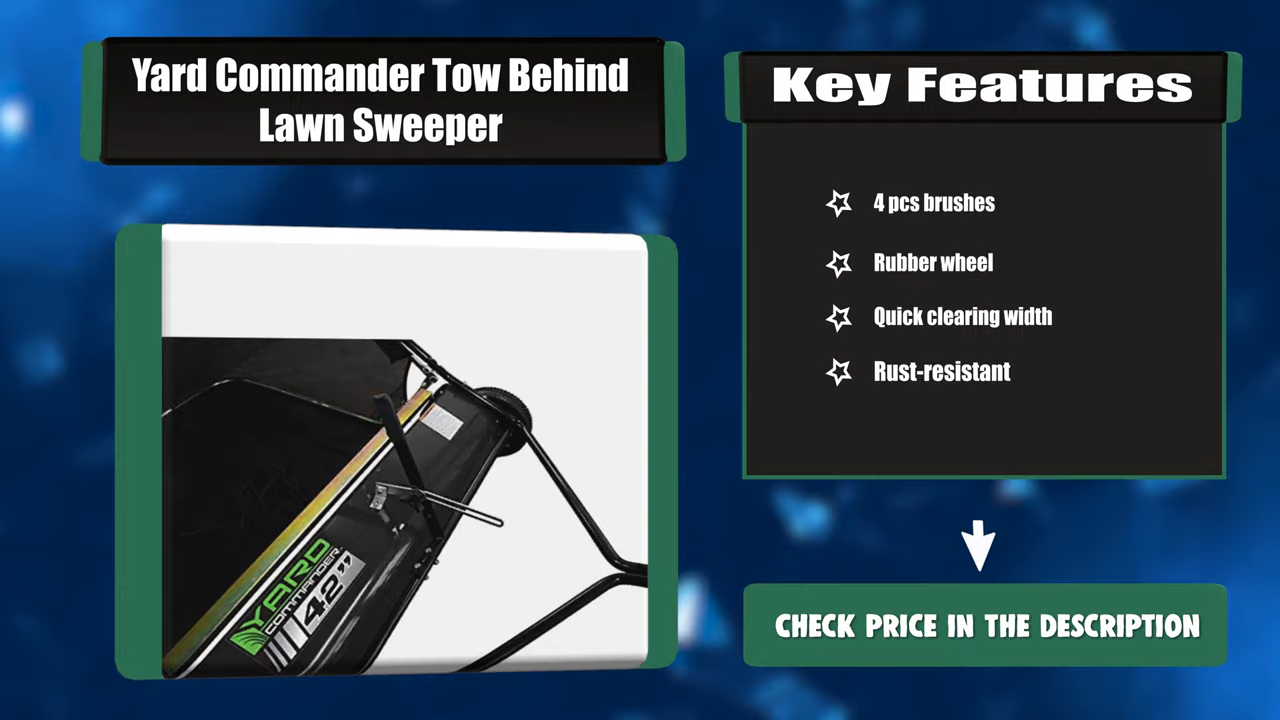 Yard Commander Tow Behind
Lawn Sweeper
Key Features
4 pcs brushes
Rubber wheel
Quick clearing width
Rust-resistant
YARD
COMMANDER
42"
CHECK PRICE IN THE DESCRIPTION